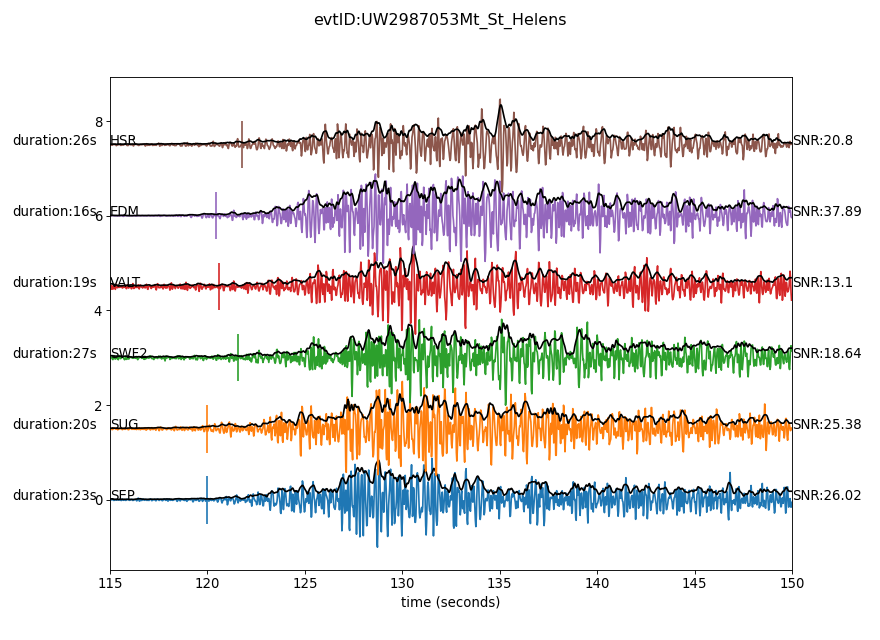 evtID:UW2987053Mt_St_Helens
8
duration:26s HSR SNR:20.8
duration:16s EDM SNR:37.89
6
duration:19s VALT SNR:13.1
4
duration:27s SWF2 SNR:18.64
2
duration:20s SUG SNR:25.38
duration:23s SEP SNR:26.02
0
115 120 125 130 135 140 145 150
time (seconds)